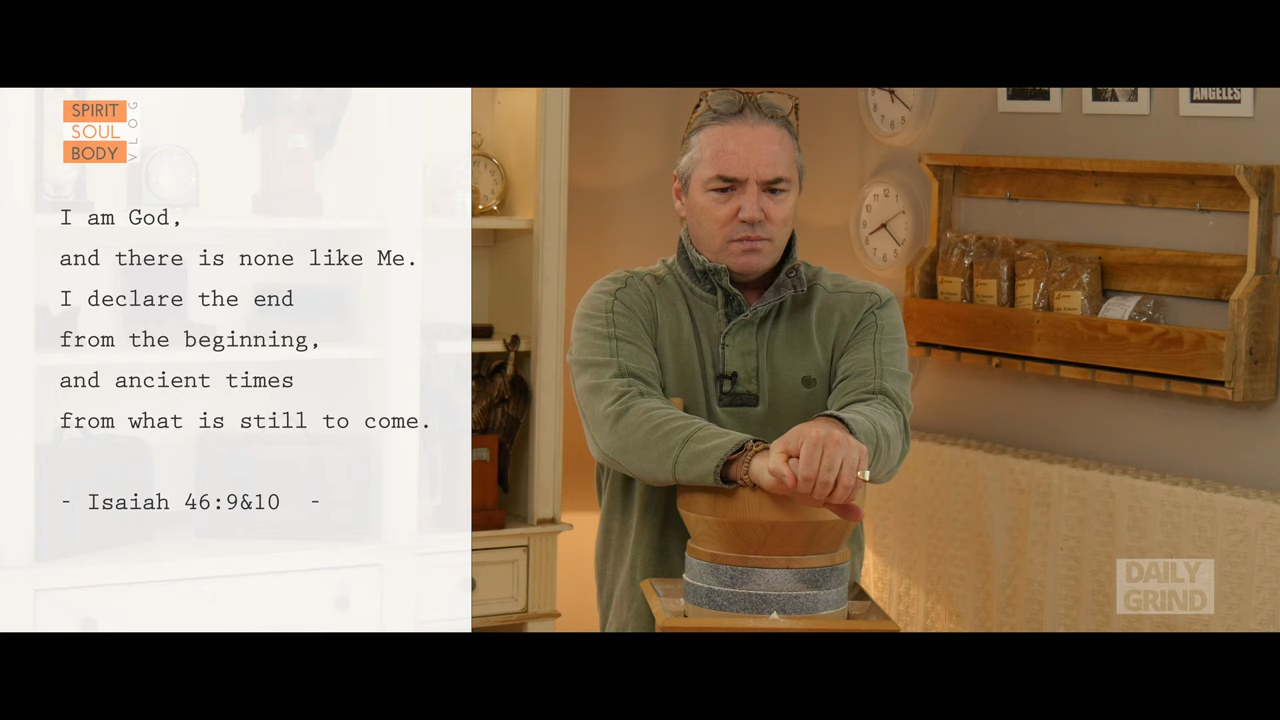 SPIRIT
SOUL
BODY
VLOG
I am God,
and there is none like Me.
I declare the end
from the beginning,
and ancient times
from what is still to come.
- Isaiah 46:9&10 -
ANGELES
DAILY
GRIND